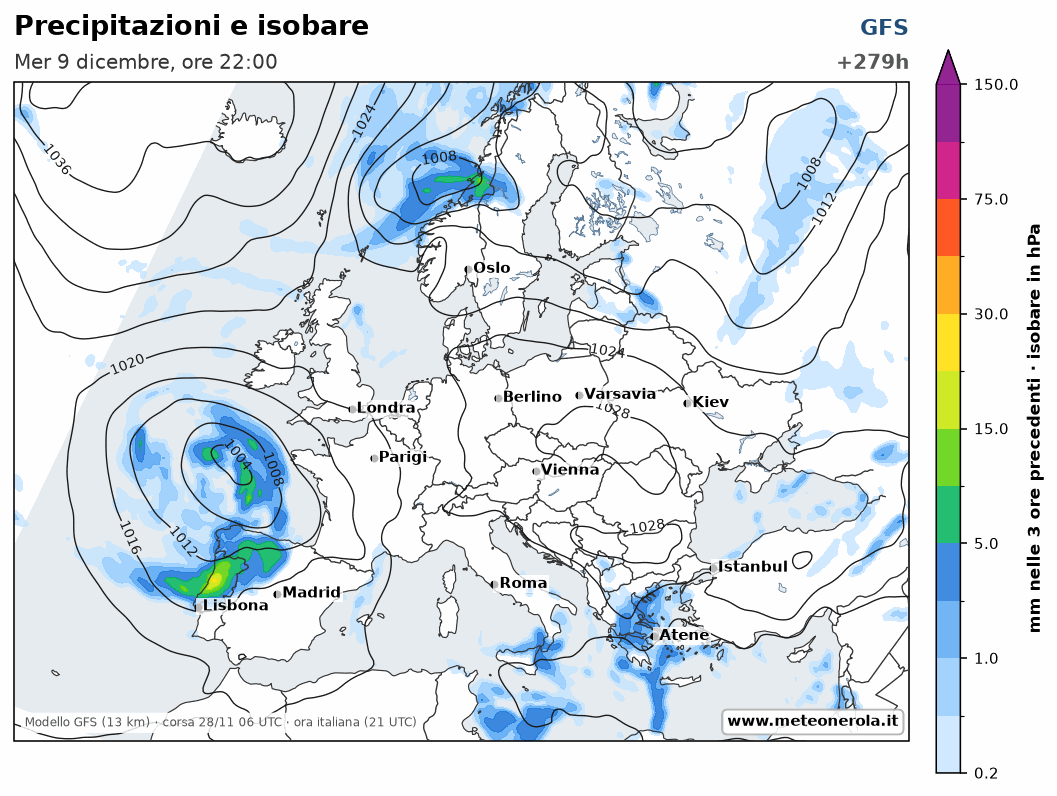 Precipitazioni e isobare
GFS
Mer 9 dicembre, ore 22:00
+279h
150.0
75.0
30.0
15.0
5.0
1.0
0.2
mm nelle 3 ore precedenti · isobare in hPa
1036
1024
1008
1008
1012
Oslo
1020
1024
Londra
Berlino
Varsavia
Kiev
1028
Parigi
Vienna
1004
1008
1016
1012
1028
Istanbul
Lisbona
Madrid
Roma
Atene
Modello GFS (13 km) · corsa 28/11 06 UTC · ora italiana (21 UTC)
www.meteonerola.it